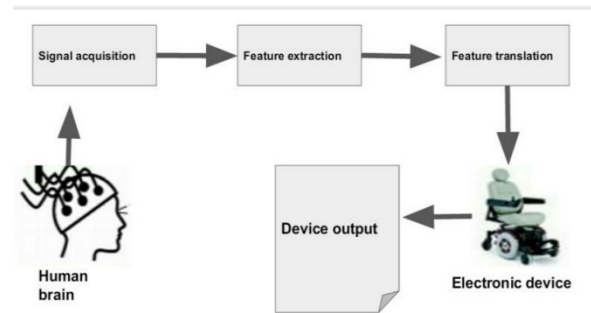 Signal acquisition
Feature extraction
Feature translation
Device output
Human
brain
Electronic device